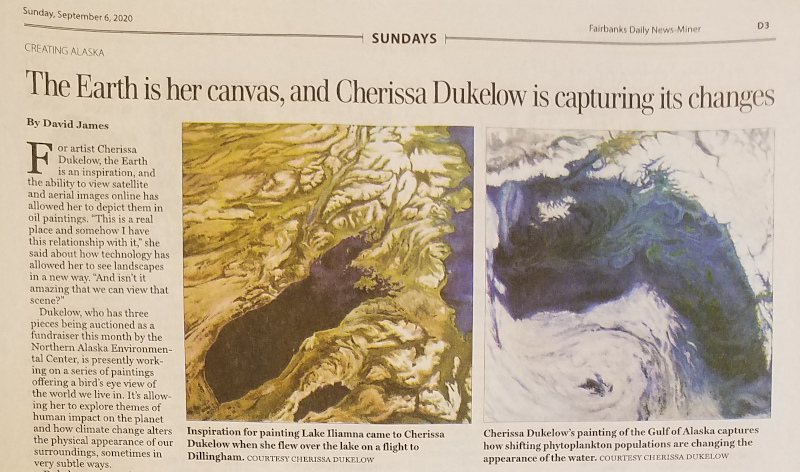 Sunday, September 6, 2020
SUNDAYS
Fairbanks Daily News-Miner
D3
CREATING ALASKA
The Earth is her canvas, and Cherissa Dukelow is capturing its changes
By David James
For artist Cherissa
Dukelow, the Earth
is an inspiration, and
the ability to view satellite
and aerial images online has
allowed her to depict them in
oil paintings. “This is a real
place and somehow I have
this relationship with it,” she
said about how technology has
allowed her to see landscapes
in a new way. “And isn't it
amazing that we can view that
scene?”
Dukelow, who has three
pieces being auctioned as a
fundraiser this month by the
Northern Alaska Environmen-
tal Center, is presently work-
ing on a series of paintings
offering a bird's eye view of
the world we live in. It's allow-
ing her to explore themes of
human impact on the planet
and how climate change alters
the physical appearance of our
surroundings, sometimes in
very subtle ways.
Inspiration for painting Lake Iliamna came to Cherissa
Dukelow when she flew over the lake on a flight to
Dillingham. COURTESY CHERISSA DUKELOW
Cherissa Dukelow's painting of the Gulf of Alaska captures
how shifting phytoplankton populations are changing the
appearance of the water. COURTESY CHERISSA DUKELOW